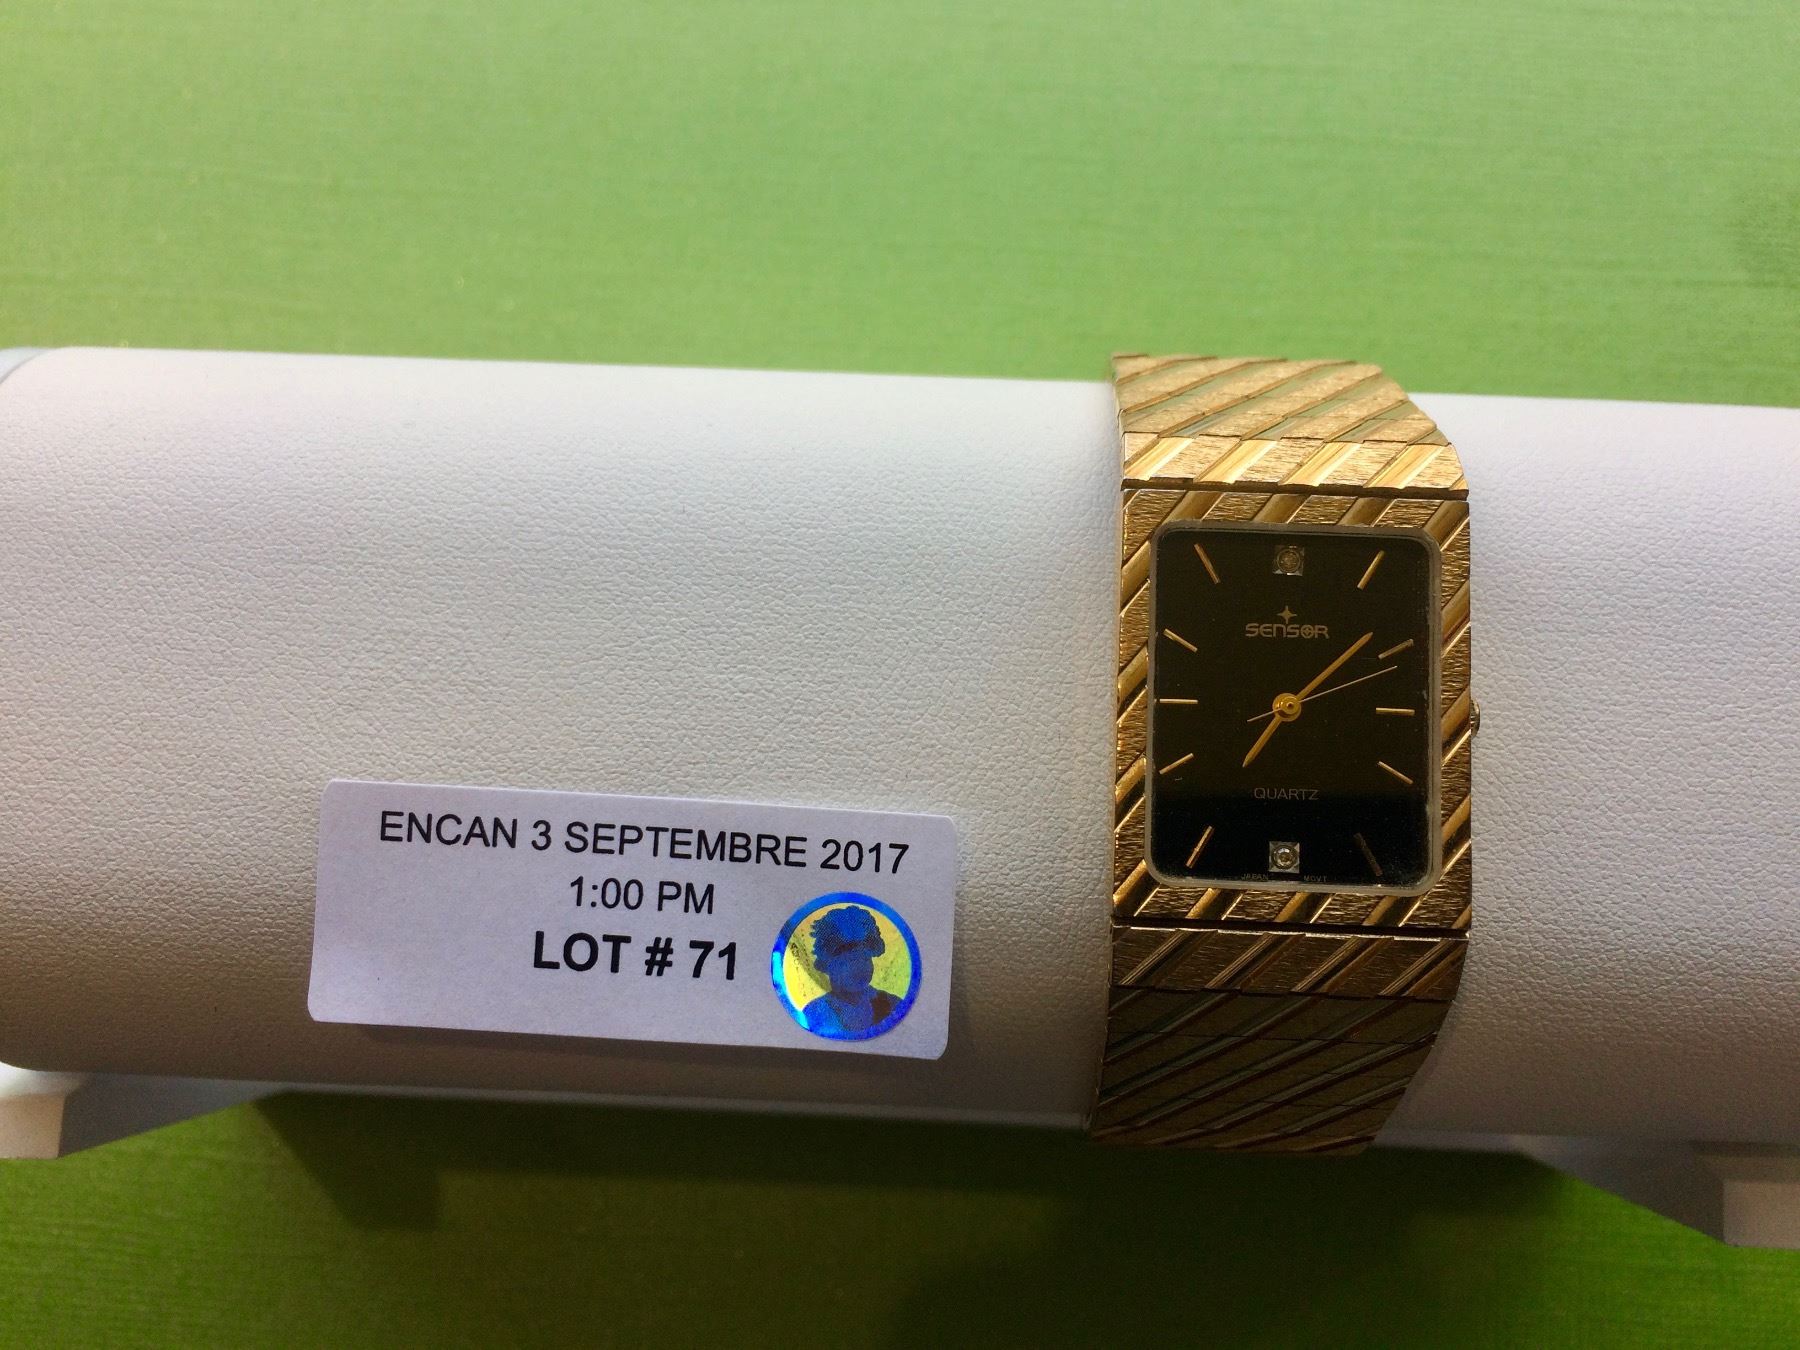 ENCAN 3 SEPTEMBRE 2017
1:00 PM
LOT # 71
SENSOR
QUARTZ
JAPAN MOVT